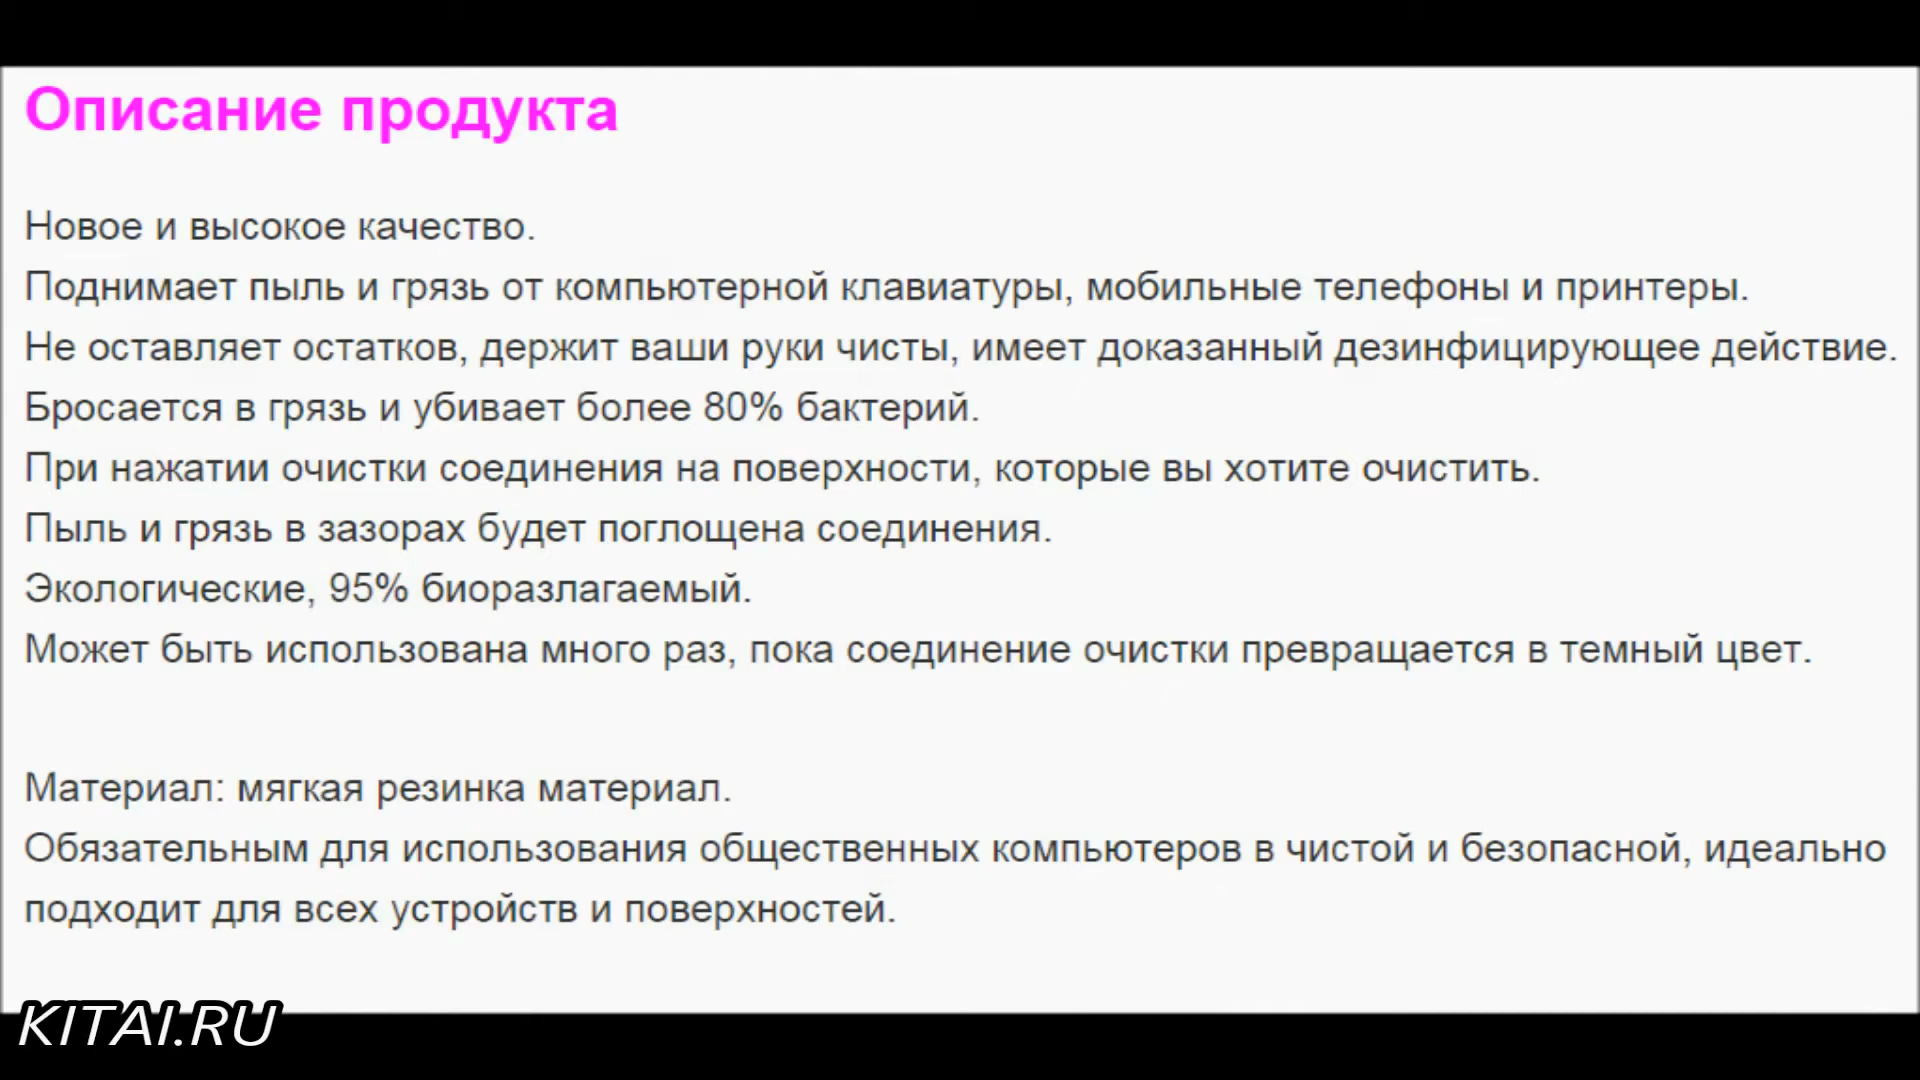 Описание продукта
Новое и высокое качество.
Поднимает пыль и грязь от компьютерной клавиатуры, мобильные телефоны и принтеры.
Не оставляет остатков, держит ваши руки чисты, имеет доказанный дезинфицирующее действие.
Бросается в грязь и убивает более 80% бактерий.
При нажатии очистки соединения на поверхности, которые вы хотите очистить.
Пыль и грязь в зазорах будет поглощена соединения.
Экологические, 95% биоразлагаемый.
Может быть использована много раз, пока соединение очистки превращается в темный цвет.
Материал: мягкая резинка материал.
Обязательным для использования общественных компьютеров в чистой и безопасной, идеально
подходит для всех устройств и поверхностей.
KITAI.RU